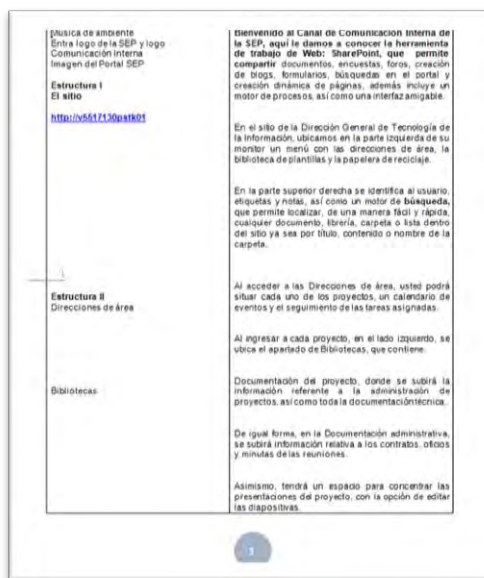 Música de ambiente
Entra logo de la SEP y logo
Comunicación Interna
Imagen del Portal SEP
Estructura I
El sitio
http://v5517130pstk01
Estructura II
Direcciones de área
Bibliotecas
Bienvenido al Canal de Comunicación Interna de
la SEP, aquí le damos a conocer la herramienta
de trabajo de Web: SharePoint, que permite
compartir documentos, encuestas, foros, creación
de blogs, formularios, búsquedas en el portal y
creación dinámica de páginas, además incluye un
motor de procesos, así como una interfaz amigable.
En el sitio de la Dirección General de Tecnología de
la Información, ubicamos en la parte izquierda de su
monitor un menú con las direcciones de área, la
biblioteca de plantillas y la papelera de reciclaje.
En la parte superior derecha se identifica al usuario,
etiquetas y notas, así como un motor de búsqueda,
que permite localizar, de una manera fácil y rápida,
cualquier documento, librería, carpeta o lista dentro
del sitio ya sea por título, contenido o nombre de la
carpeta.
Al acceder a las Direcciones de área, usted podrá
situar cada uno de los proyectos, un calendario de
eventos y el seguimiento de las tareas asignadas.
Al ingresar a cada proyecto, en el lado izquierdo, se
ubica el apartado de Bibliotecas, que contiene.
Documentación del proyecto, donde se subirá la
información referente a la administración de
proyectos, así como toda la documentación técnica.
De igual forma, en la Documentación administrativa,
se subirá información relativa a los contratos, oficios
y minutas de las reuniones.
Asimismo, tendrá un espacio para concentrar las
presentaciones del proyecto, con la opción de editar
las diapositivas.